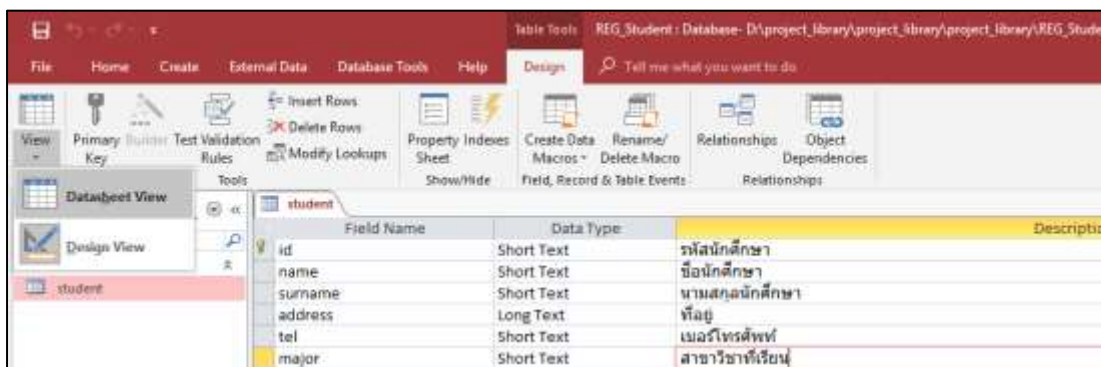 Table Tools REG_Student : Database- D:\project_library\project_library\project_library\REG_Stude
File Home Create External Data Database Tools Help Design Tell me what you want to do
View Primary Key Builder Test Validation Rules Insert Rows Delete Rows Modify Lookups Property Sheet Indexes Create Data Macros Rename/ Delete Macro Relationships Object Dependencies
Tools Show/Hide Field, Record & Table Events Relationships
Datasheet View
Design View
student
student
Field Name Data Type Descriptio
id Short Text รหัสนักศึกษา
name Short Text ชื่อนักศึกษา
surname Short Text นามสกุลนักศึกษา
address Long Text ที่อยู่
tel Short Text เบอร์โทรศัพท์
major Short Text สาขาวิชาที่เรียน